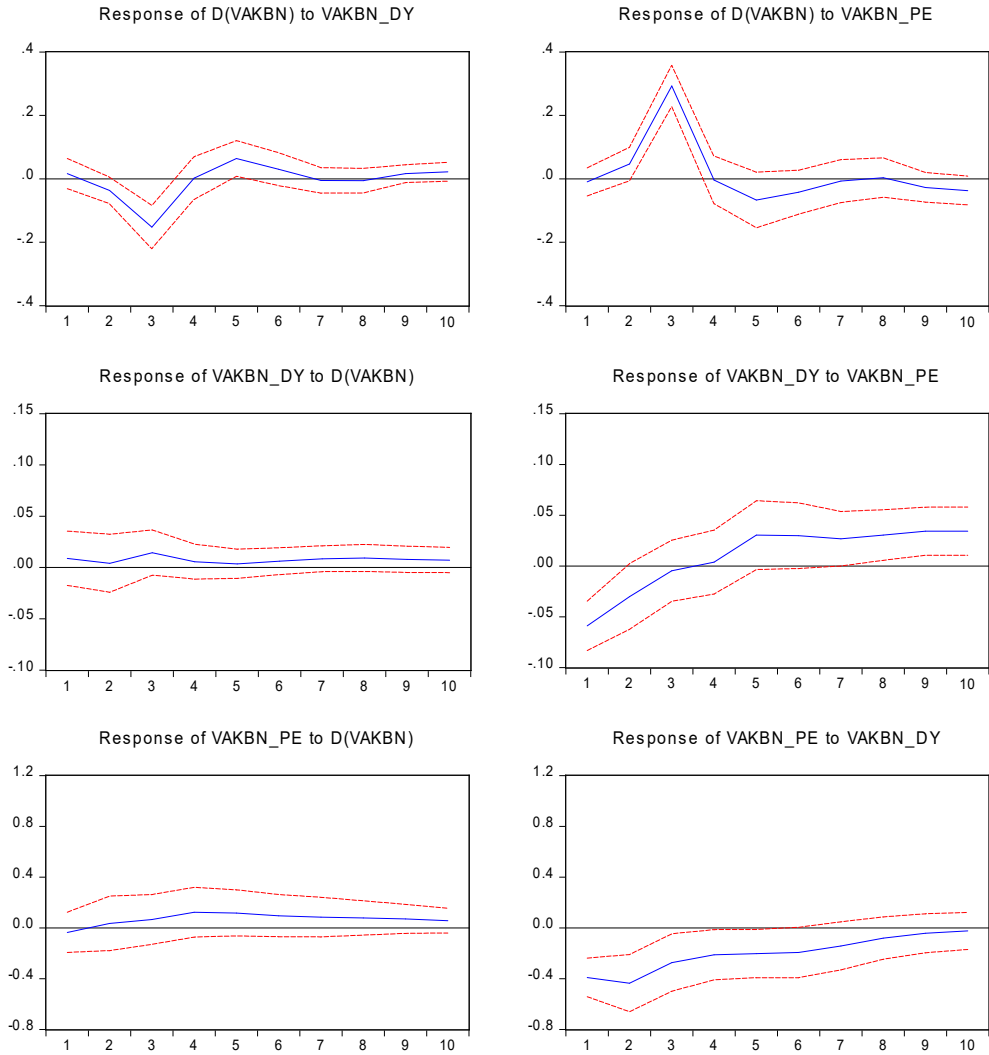 Response of D(VAKBN) to VAKBN_DY
.4
.2
.0
-.2
-.4
1 2 3 4 5 6 7 8 9 10
Response of D(VAKBN) to VAKBN_PE
.4
.2
.0
-.2
-.4
1 2 3 4 5 6 7 8 9 10
Response of VAKBN_DY to D(VAKBN)
.15
.10
.05
.00
-.05
-.10
1 2 3 4 5 6 7 8 9 10
Response of VAKBN_DY to VAKBN_PE
.15
.10
.05
.00
-.05
-.10
1 2 3 4 5 6 7 8 9 10
Response of VAKBN_PE to D(VAKBN)
1.2
0.8
0.4
0.0
-0.4
-0.8
1 2 3 4 5 6 7 8 9 10
Response of VAKBN_PE to VAKBN_DY
1.2
0.8
0.4
0.0
-0.4
-0.8
1 2 3 4 5 6 7 8 9 10